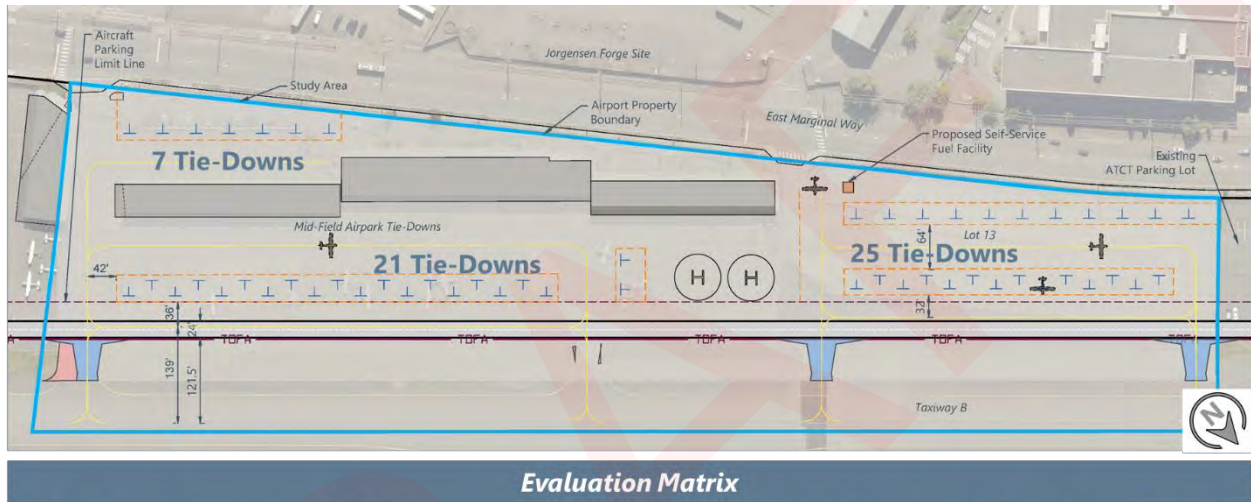 Aircraft
Parking
Limit Line
Jorgensen Forge Site
Study Area
Airport Property
Boundary
East Marginal Way
Proposed Self-Service
Fuel Facility
Existing
ATCT Parking Lot
7 Tie-Downs
Mid-Field Airpark Tie-Downs
Lot 13
64'
21 Tie-Downs
25 Tie-Downs
42'
H
H
36'
32'
24'
TOFA
TOFA
TOFA
TOFA
139'
121.5'
Taxiway B
N
Evaluation Matrix